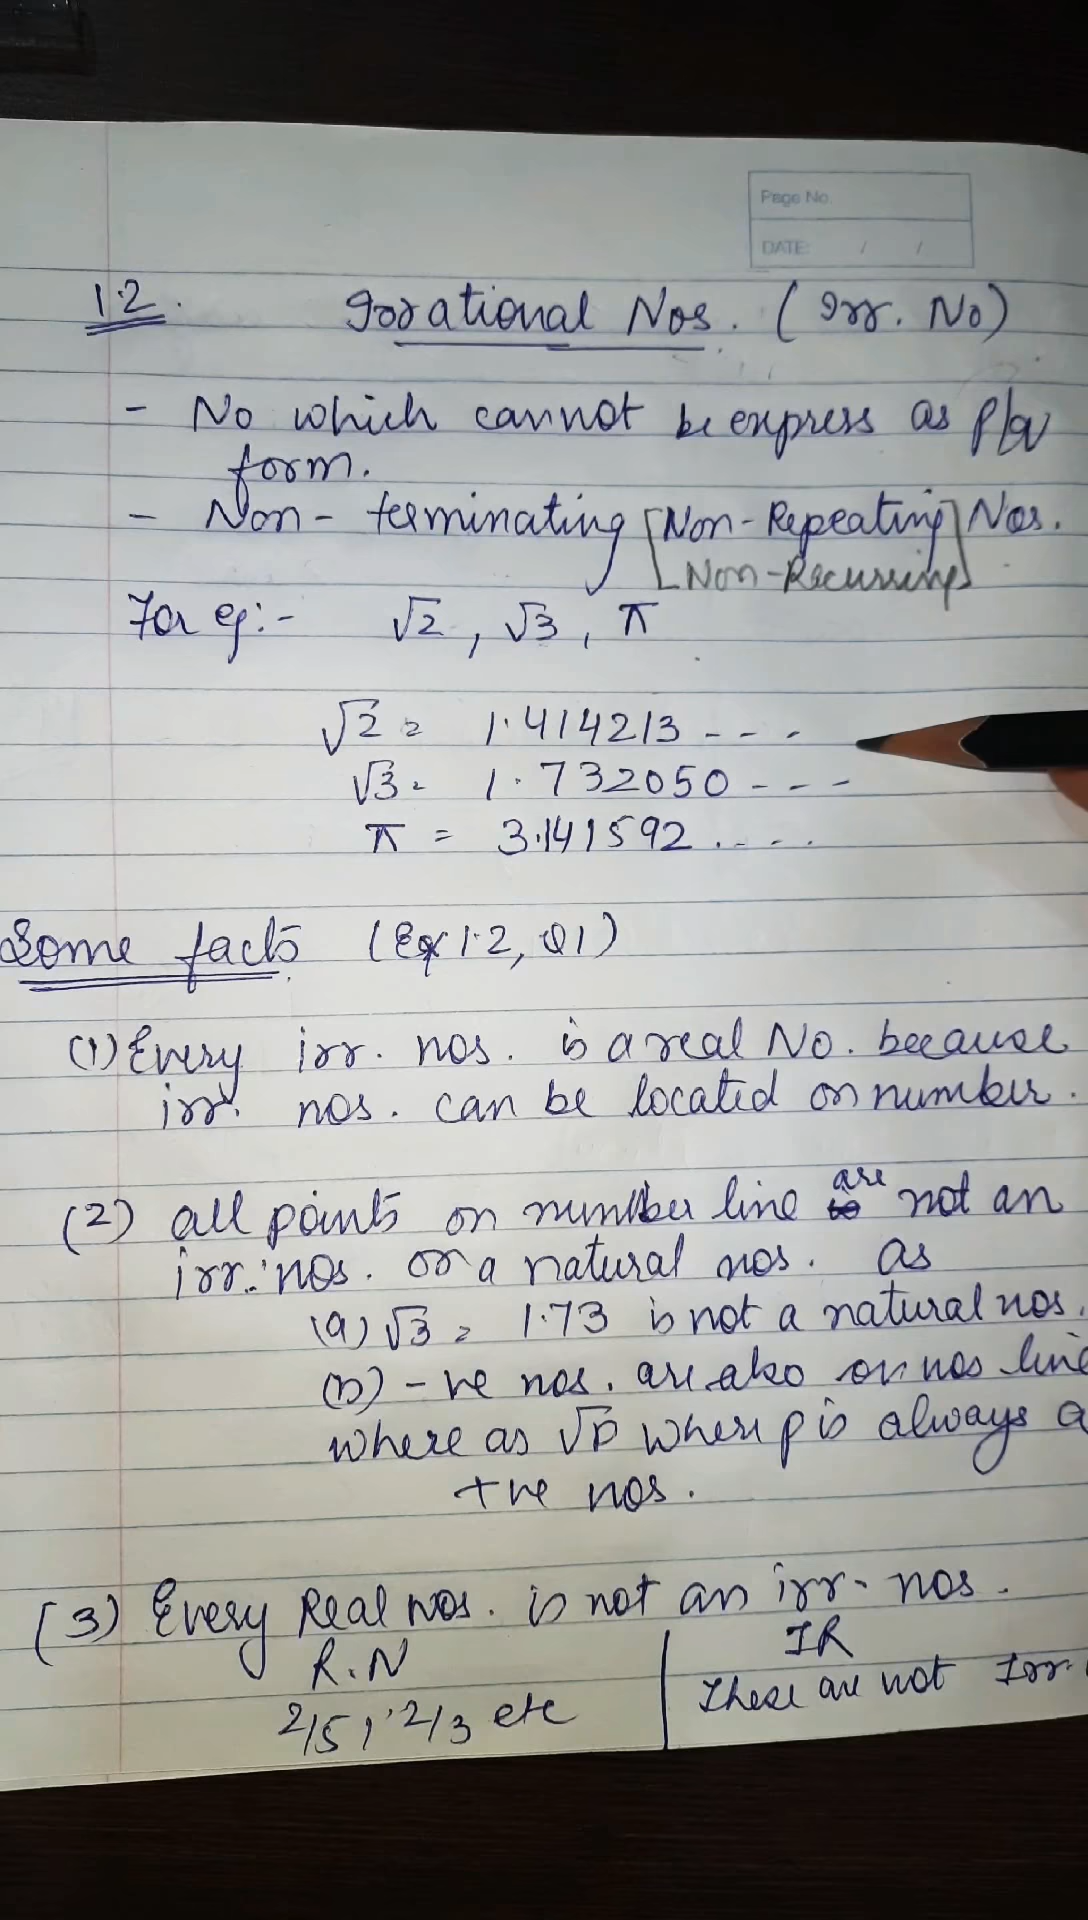 Page No.
DATE: / /
1.2. Irrational Nos. (Irr. No)
- No which cannot be express as p/q
form.
- Non-terminating [Non-Repeating] Nos.
[Non-Recurring]
For eg:- √2, √3, π
√2 = 1.414213 - - -
√3 = 1.732050 - - -
π = 3.141592 . - - .
Some facts (Ex 1.2, Q1)
(1) Every irr. nos. is a real No. because
irr. nos. can be located on number.
(2) all points on number line are not an
irr. nos. or a natural nos. as
(a) √3 = 1.73 is not a natural nos.
(b) -ve nos. are also on nos line
where as √p where p is always a
+ve nos.
(3) Every Real nos. is not an irr- nos.
R.N | IR
2/5, 2/3 etc | These are not Irr.